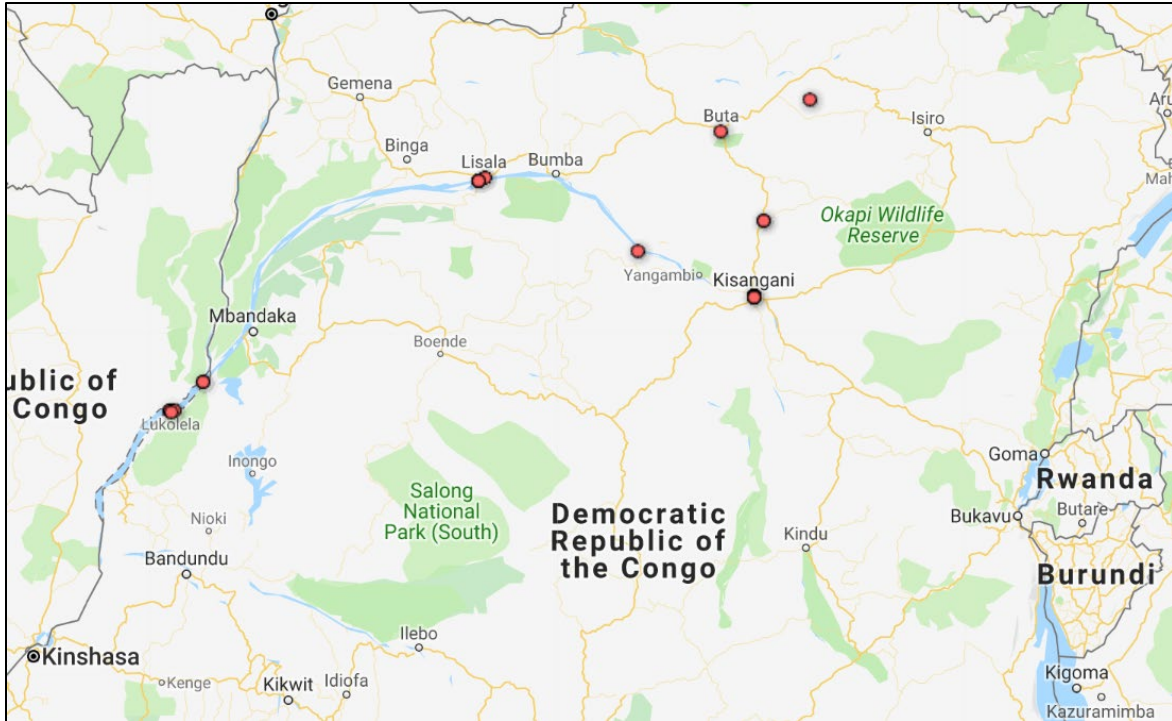 Gemena
Aru
Buta
Isiro
Binga
Lisala
Bumba
Mah
Okapi Wildlife
Reserve
Yangambi
Kisangani
Mbandaka
Boende
ublic of
Congo
Lukolela
Goma
Inongo
Rwanda
Salong
National
Park (South)
Democratic
Republic of
the Congo
Nioki
Bukavu
Butare
Kindu
Bandundu
Burundi
Ilebo
Kinshasa
Kenge
Kikwit
Idiofa
Kigoma
Kazuramimba